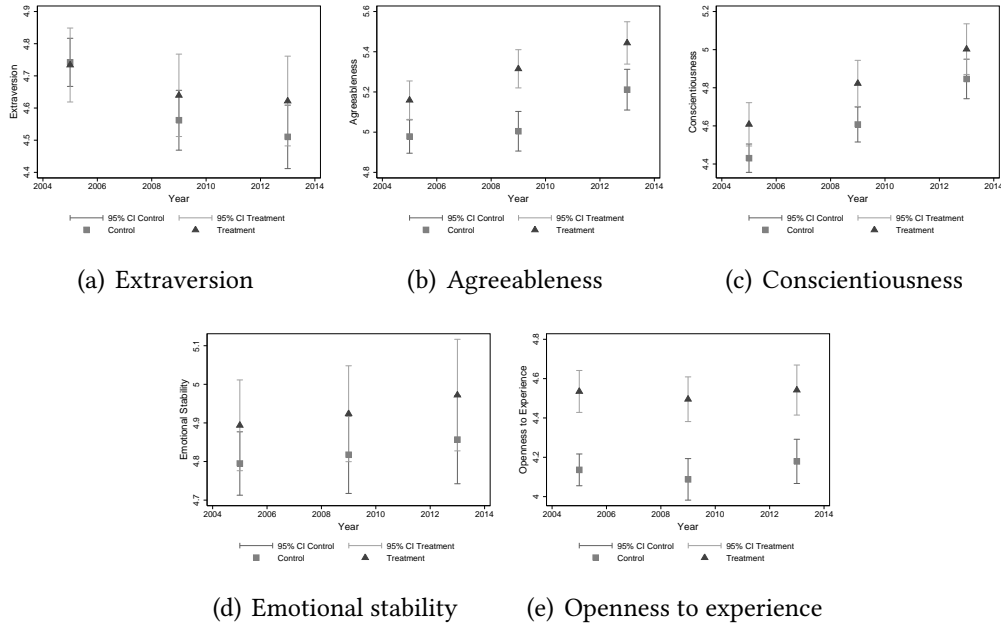 4.4 4.5 4.6 4.7 4.8 4.9
Extraversion
2004 2006 2008 2010 2012 2014
Year
95% CI Control 95% CI Treatment
Control Treatment
(a) Extraversion
4.8 5 5.2 5.4 5.6
Agreeableness
2004 2006 2008 2010 2012 2014
Year
95% CI Control 95% CI Treatment
Control Treatment
(b) Agreeableness
4.4 4.6 4.8 5 5.2
Conscientiousness
2004 2006 2008 2010 2012 2014
Year
95% CI Control 95% CI Treatment
Control Treatment
(c) Conscientiousness
4.7 4.8 4.9 5 5.1
Emotional Stability
2004 2006 2008 2010 2012 2014
Year
95% CI Control 95% CI Treatment
Control Treatment
(d) Emotional stability
4 4.2 4.4 4.6 4.8
Openness to Experience
2004 2006 2008 2010 2012 2014
Year
95% CI Control 95% CI Treatment
Control Treatment
(e) Openness to experience